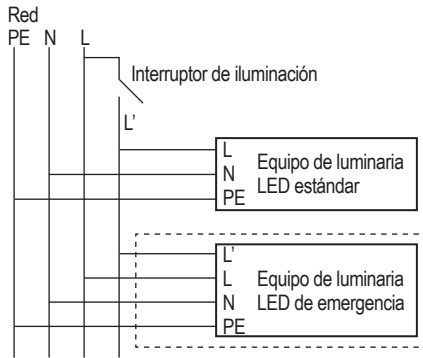 Red
PE N L
Interruptor de iluminación
L'
L
N
PE
Equipo de luminaria
LED estándar
L'
L
N
PE
Equipo de luminaria
LED de emergencia